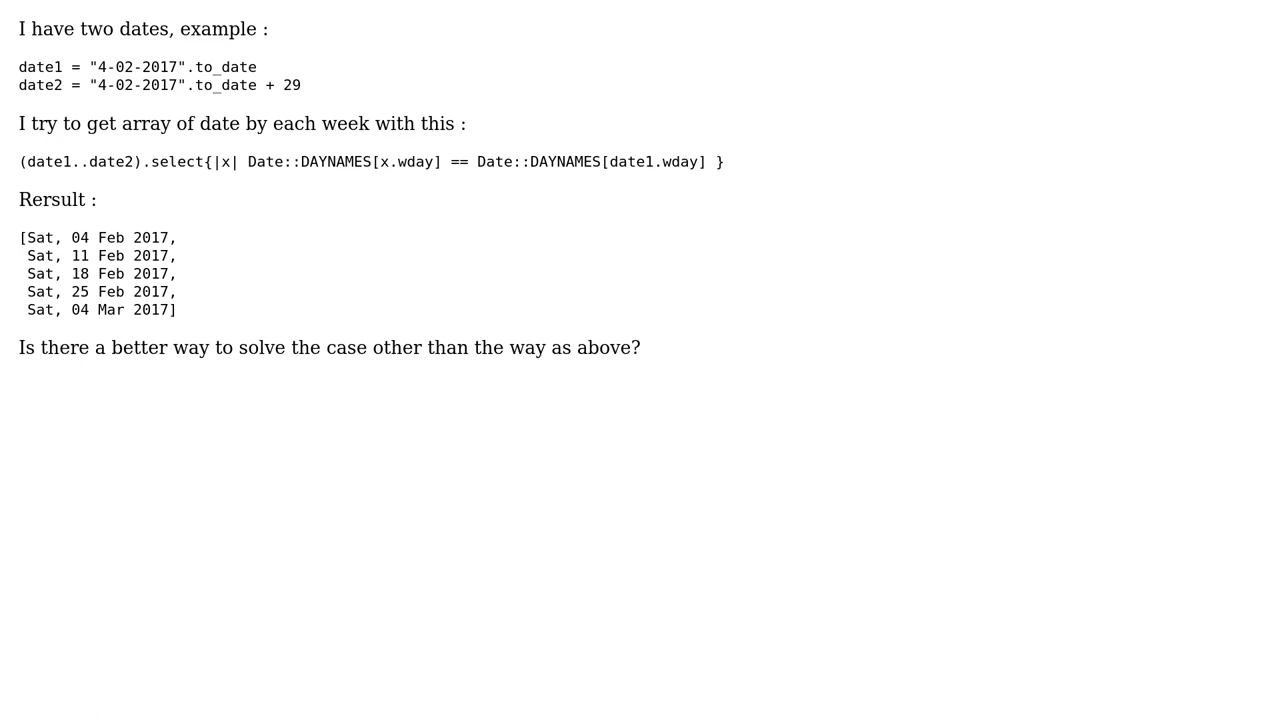 I have two dates, example :
date1 = "4-02-2017".to_date
date2 = "4-02-2017".to_date + 29
I try to get array of date by each week with this :
(date1..date2).select{|x| Date::DAYNAMES[x.wday] == Date::DAYNAMES[date1.wday] }
Rersult :
[Sat, 04 Feb 2017,
 Sat, 11 Feb 2017,
 Sat, 18 Feb 2017,
 Sat, 25 Feb 2017,
 Sat, 04 Mar 2017]
Is there a better way to solve the case other than the way as above?